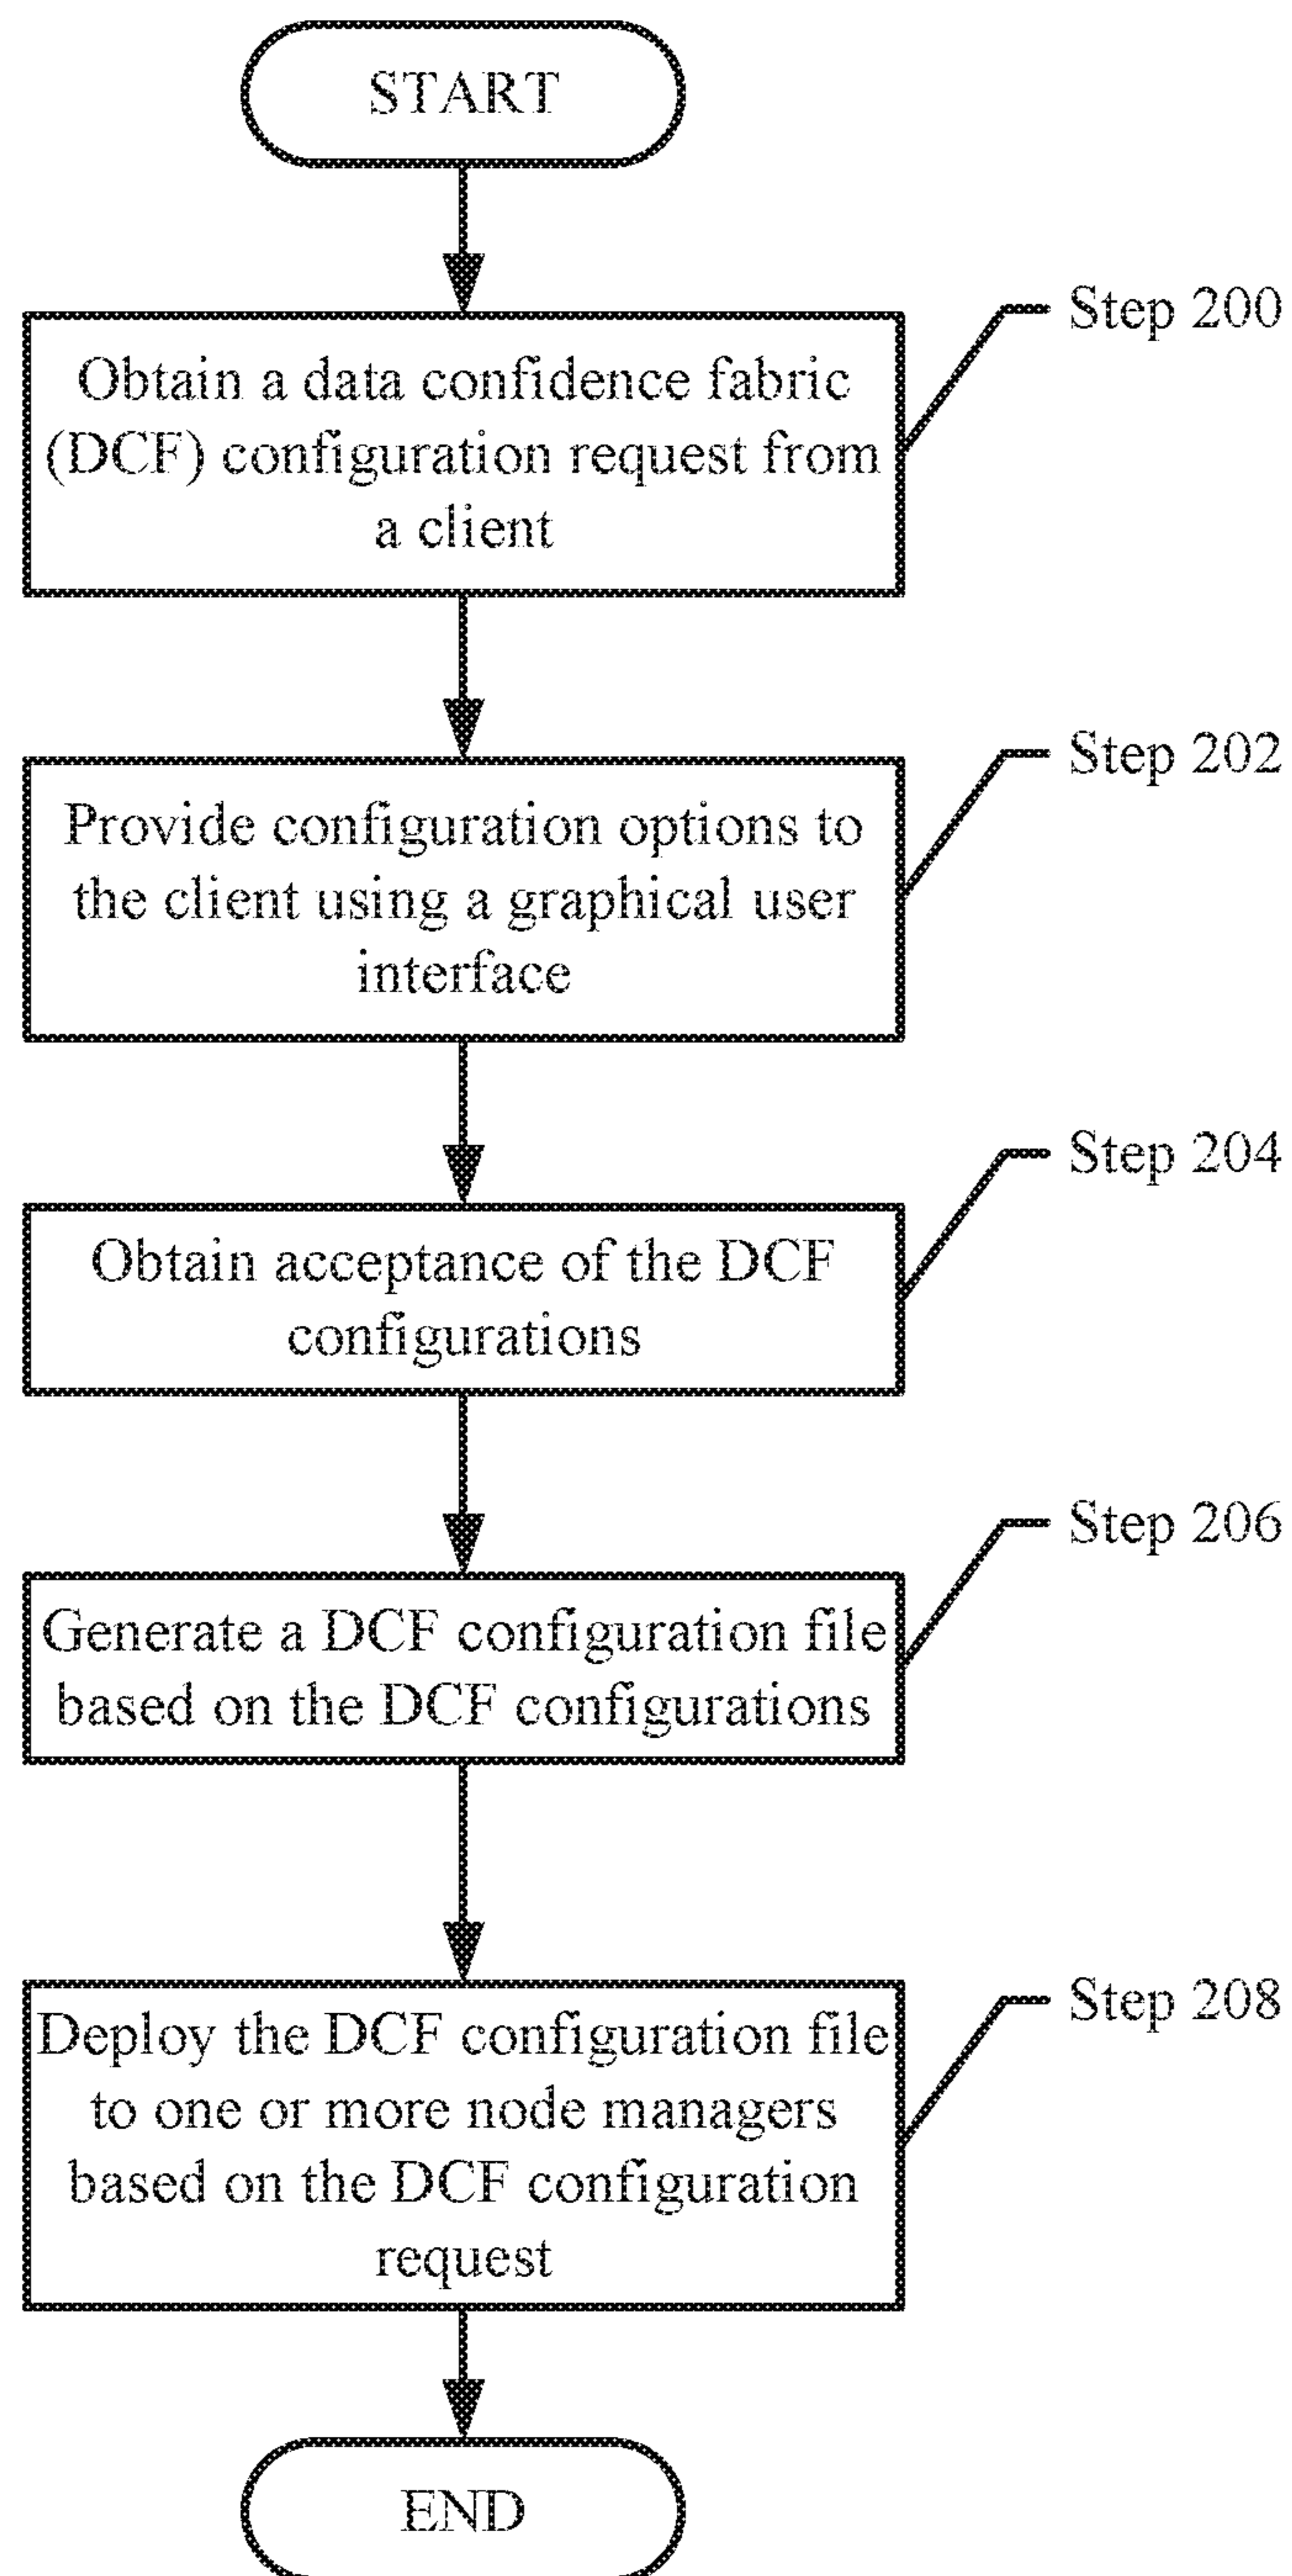 START
Step 200
Obtain a data confidence fabric
(DCF) configuration request from
a client
Step 202
Provide configuration options to
the client using a graphical user
interface
Step 204
Obtain acceptance of the DCF
configurations
Step 206
Generate a DCF configuration file
based on the DCF configurations
Step 208
Deploy the DCF configuration file
to one or more node managers
based on the DCF configuration
request
END